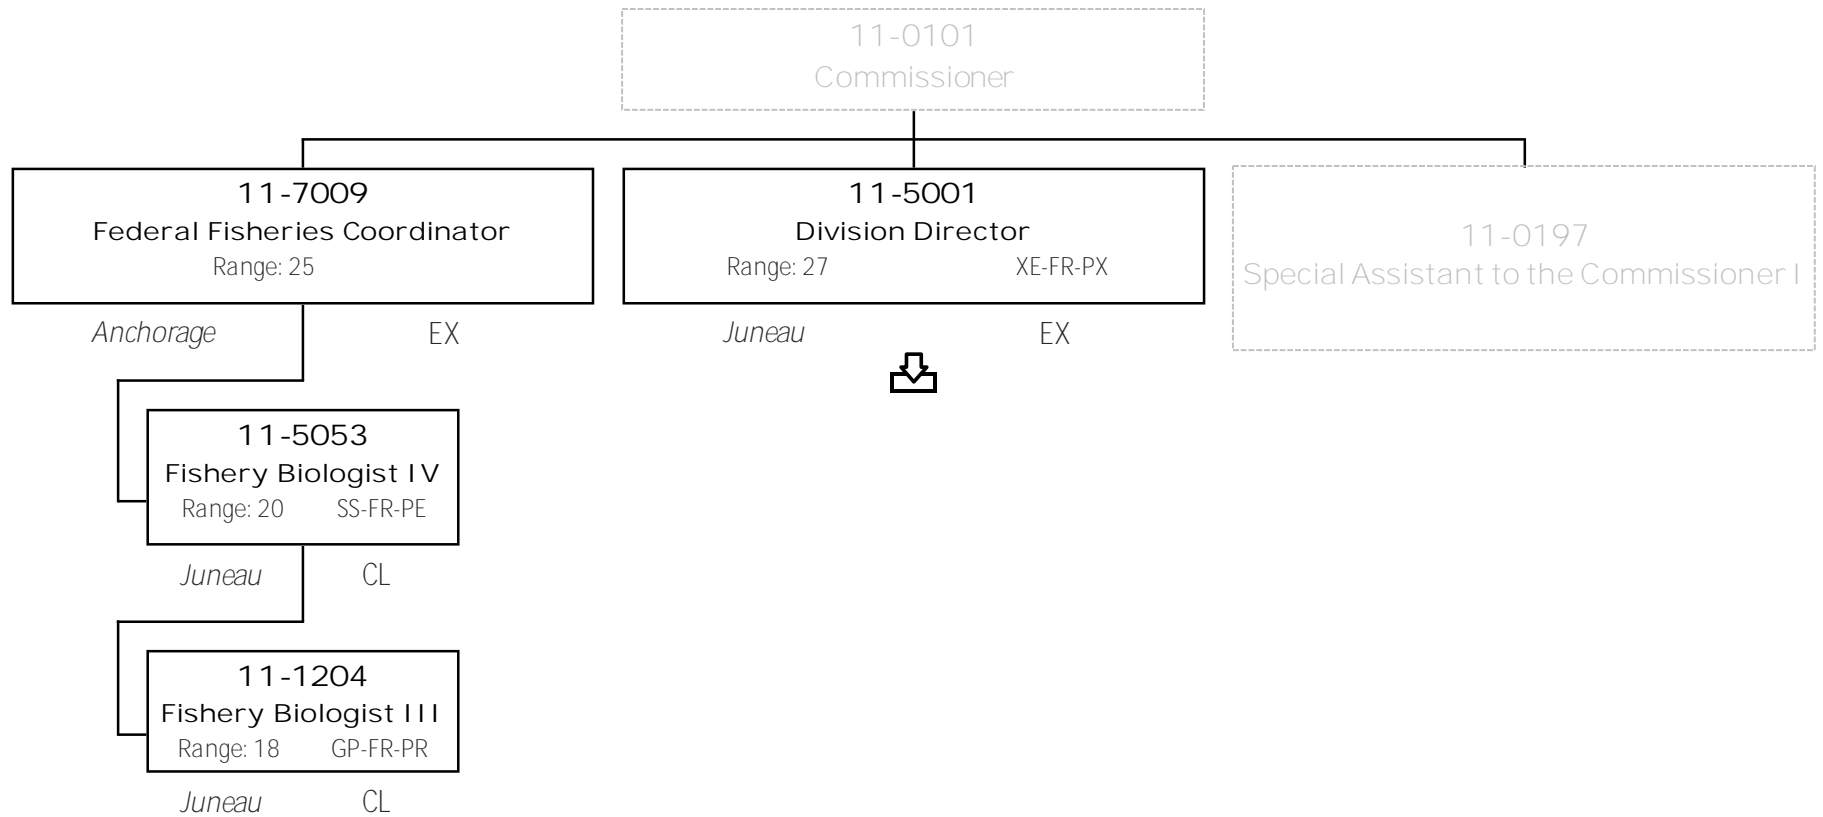 11-0101
Commissioner
11-7009
Federal Fisheries Coordinator
Range: 25
Anchorage EX
11-5001
Division Director
Range: 27 XE-FR-PX
Juneau EX
11-0197
Special Assistant to the Commissioner I
11-5053
Fishery Biologist IV
Range: 20 SS-FR-PE
Juneau CL
11-1204
Fishery Biologist III
Range: 18 GP-FR-PR
Juneau CL